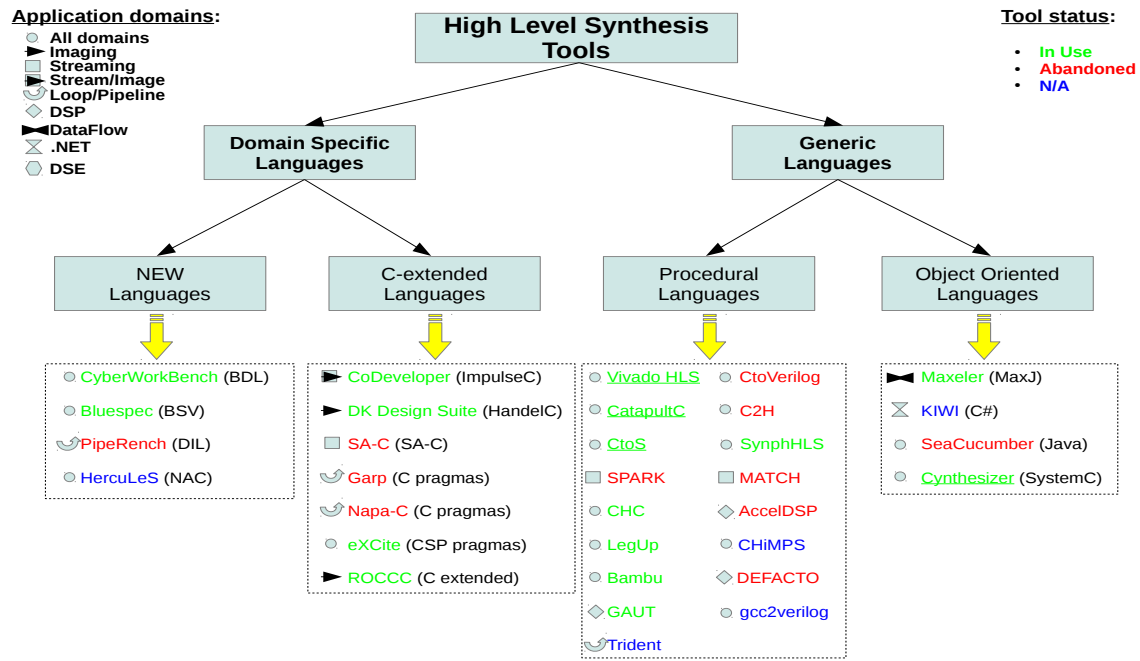 Application domains:
All domains
Imaging
Streaming
Stream/Image
Loop/Pipeline
DSP
DataFlow
.NET
DSE
High Level Synthesis
Tools
Tool status:
In Use
Abandoned
N/A
Domain Specific
Languages
Generic
Languages
NEW
Languages
C-extended
Languages
Procedural
Languages
Object Oriented
Languages
CyberWorkBench (BDL)
Bluespec (BSV)
PipeRench (DIL)
HercuLeS (NAC)
CoDeveloper (ImpulseC)
DK Design Suite (HandelC)
SA-C (SA-C)
Garp (C pragmas)
Napa-C (C pragmas)
eXCite (CSP pragmas)
ROCCC (C extended)
Vivado HLS
CatapultC
CtoS
SPARK
CHC
LegUp
Bambu
GAUT
Trident
CtoVerilog
C2H
SynphHLS
MATCH
AccelDSP
CHiMPS
DEFACTO
gcc2verilog
Maxeler (MaxJ)
KIWI (C#)
SeaCucumber (Java)
Cynthesizer (SystemC)